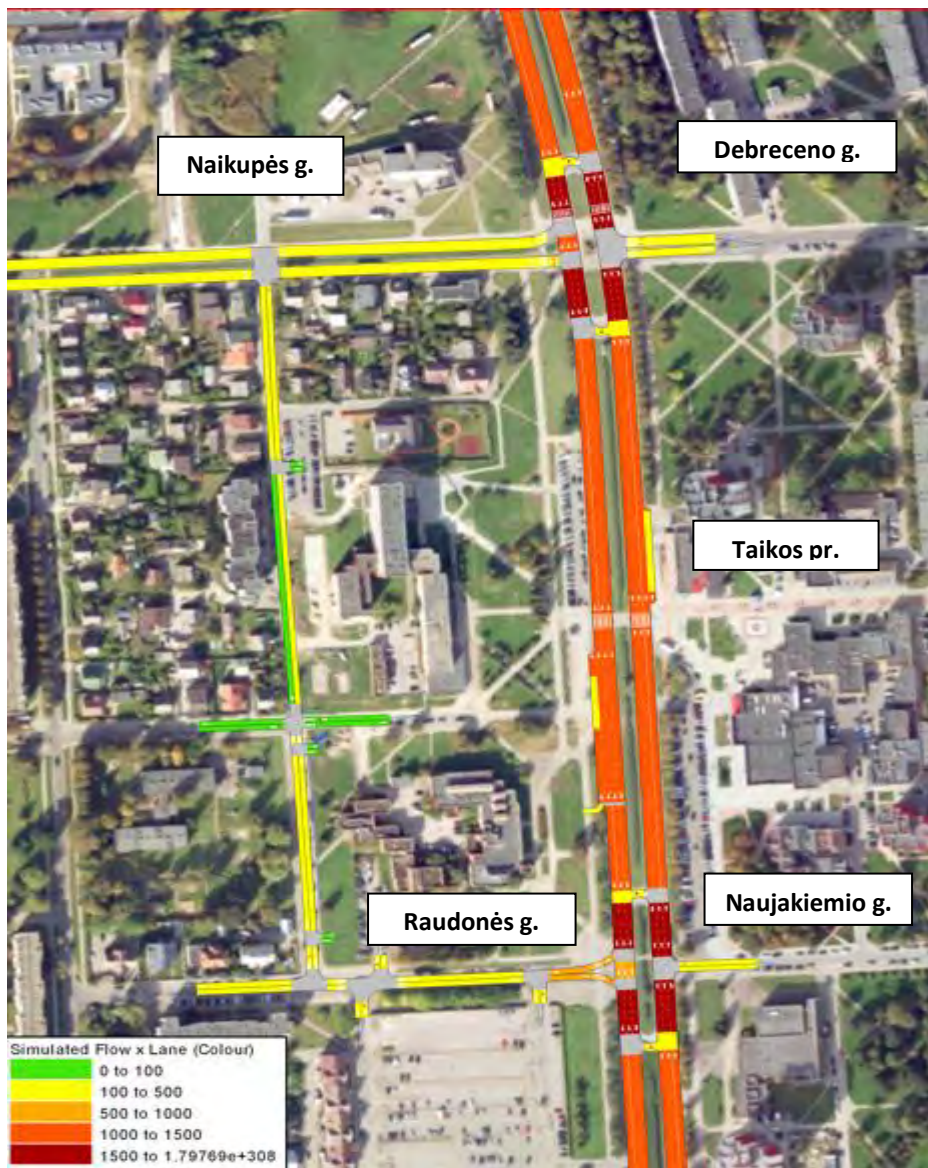 Debreceno g.
Naikupės g.
Taikos pr.
Naujakiemio g.
Raudonės g.
Simulated Flow x Lane (Colour)
0 to 100
100 to 500
500 to 1000
1000 to 1500
1500 to 1.79769e+308